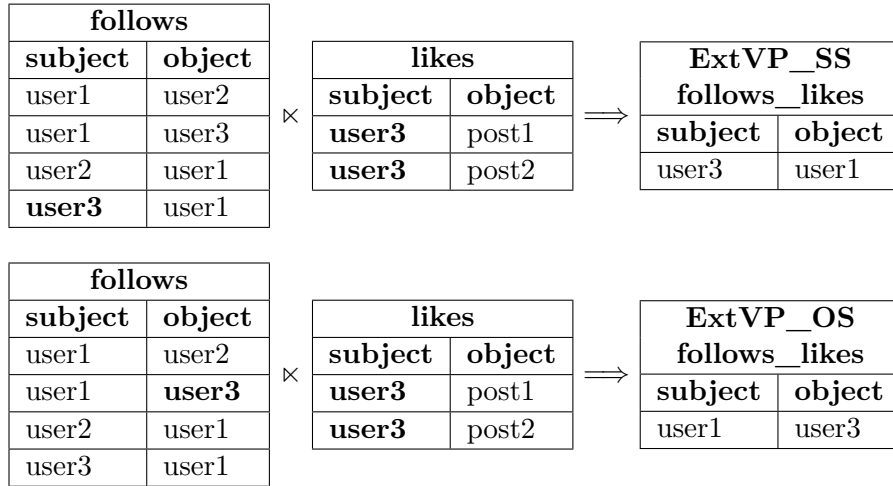 follows
subject object
user1 user2
user1 user3
user2 user1
user3 user1
⋉
likes
subject object
user3 post1
user3 post2
⟹
ExtVP_SS
follows_likes
subject object
user3 user1
follows
subject object
user1 user2
user1 user3
user2 user1
user3 user1
⋉
likes
subject object
user3 post1
user3 post2
⟹
ExtVP_OS
follows_likes
subject object
user1 user3